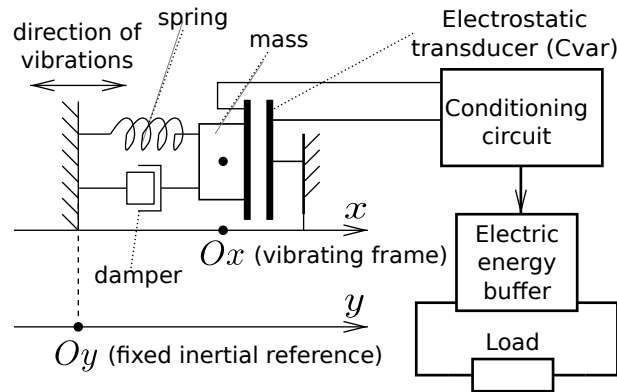 direction of
vibrations
spring
mass
Electrostatic
transducer (Cvar)
Conditioning
circuit
damper
x
Ox (vibrating frame)
Electric
energy
buffer
y
Oy (fixed inertial reference)
Load